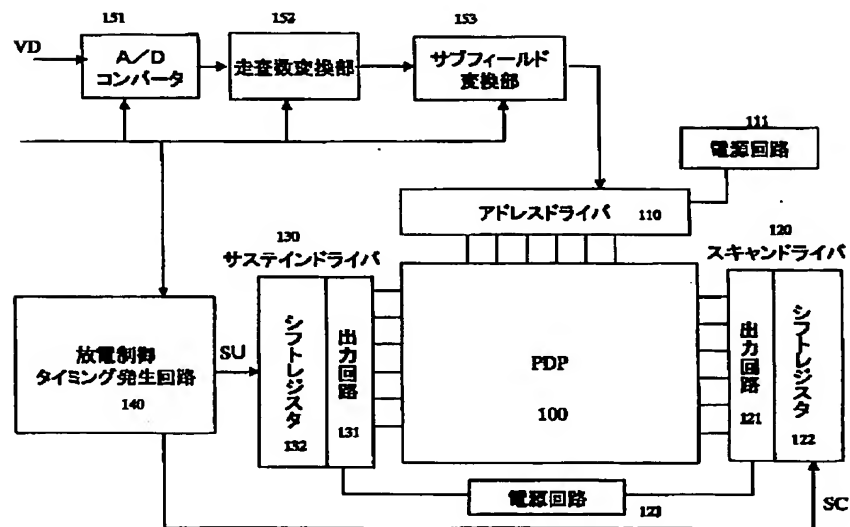 151
152
153
VD
A/D
コンバータ
走査数変換部
サブフィールド
変換部
111
電源回路
アドレスドライバ 110
130
サステインドライバ
120
スキャンドライバ
放電制御
タイミング発生回路
140
SU
シフトレジスタ
132
出力回路
131
PDP
100
出力回路
121
シフトレジスタ
122
電源回路
123
SC